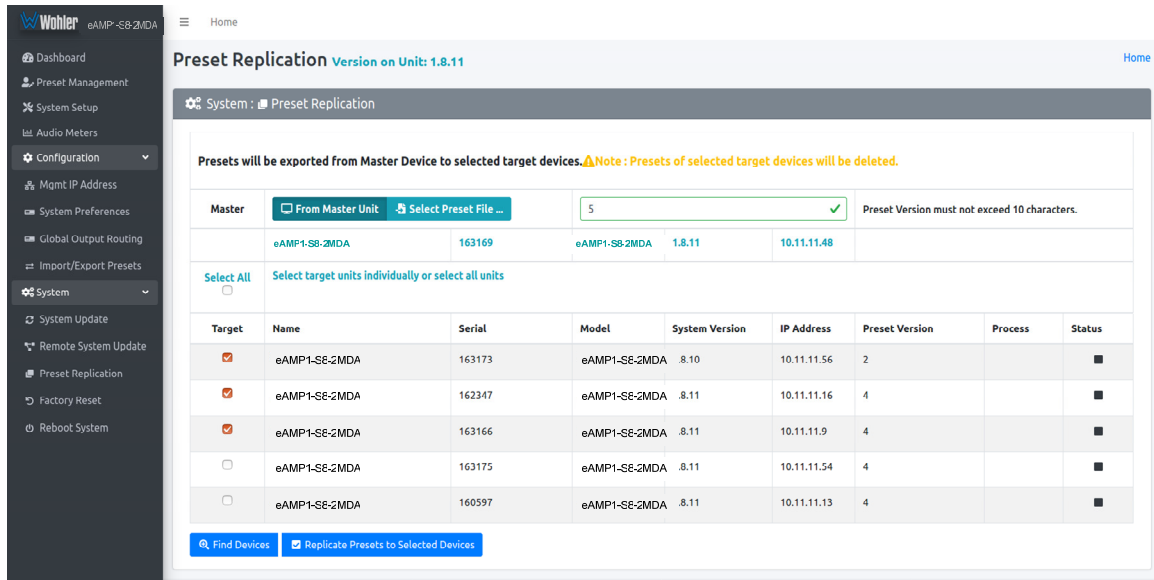 Wohler eAMP1-S8-2MDA
Home
Dashboard
Preset Management
System Setup
Audio Meters
Configuration
Mgmt IP Address
System Preferences
Global Output Routing
Import/Export Presets
System
System Update
Remote System Update
Preset Replication
Factory Reset
Reboot System
Preset Replication Version on Unit: 1.8.11
Home
System : Preset Replication
Presets will be exported from Master Device to selected target devices. Note : Presets of selected target devices will be deleted.
Master From Master Unit Select Preset File ... 5 Preset Version must not exceed 10 characters.
eAMP1-S8-2MDA 163169 eAMP1-S8-2MDA 1.8.11 10.11.11.48
Select All Select target units individually or select all units
Target Name Serial Model System Version IP Address Preset Version Process Status
eAMP1-S8-2MDA 163173 eAMP1-S8-2MDA .8.10 10.11.11.56 2
eAMP1-S8-2MDA 162347 eAMP1-S8-2MDA .8.11 10.11.11.16 4
eAMP1-S8-2MDA 163166 eAMP1-S8-2MDA .8.11 10.11.11.9 4
eAMP1-S8-2MDA 163175 eAMP1-S8-2MDA .8.11 10.11.11.54 4
eAMP1-S8-2MDA 160597 eAMP1-S8-2MDA .8.11 10.11.11.13 4
Find Devices Replicate Presets to Selected Devices